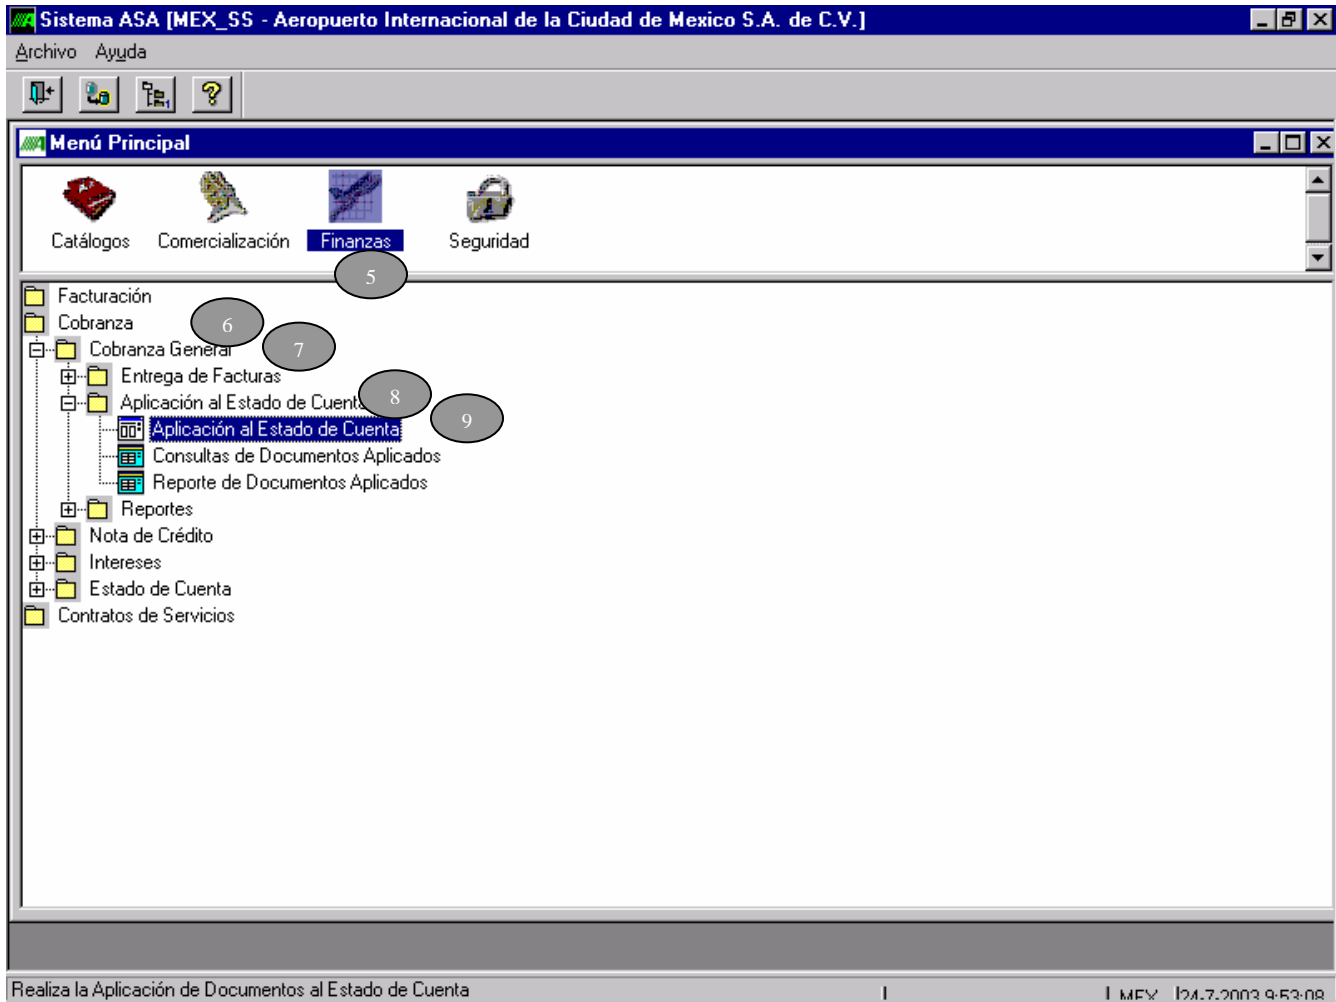 Sistema ASA [MEX_SS - Aeropuerto Internacional de la Ciudad de Mexico S.A. de C.V.]
Archivo Ayuda
Menú Principal
Catálogos Comercialización Finanzas Seguridad
5
Facturación
Cobranza 6
Cobranza General 7
Entrega de Facturas
Aplicación al Estado de Cuenta 8
Aplicación al Estado de Cuenta 9
Consultas de Documentos Aplicados
Reporte de Documentos Aplicados
Reportes
Nota de Crédito
Intereses
Estado de Cuenta
Contratos de Servicios
Realiza la Aplicación de Documentos al Estado de Cuenta MEX 24-7-2003 9:53:08